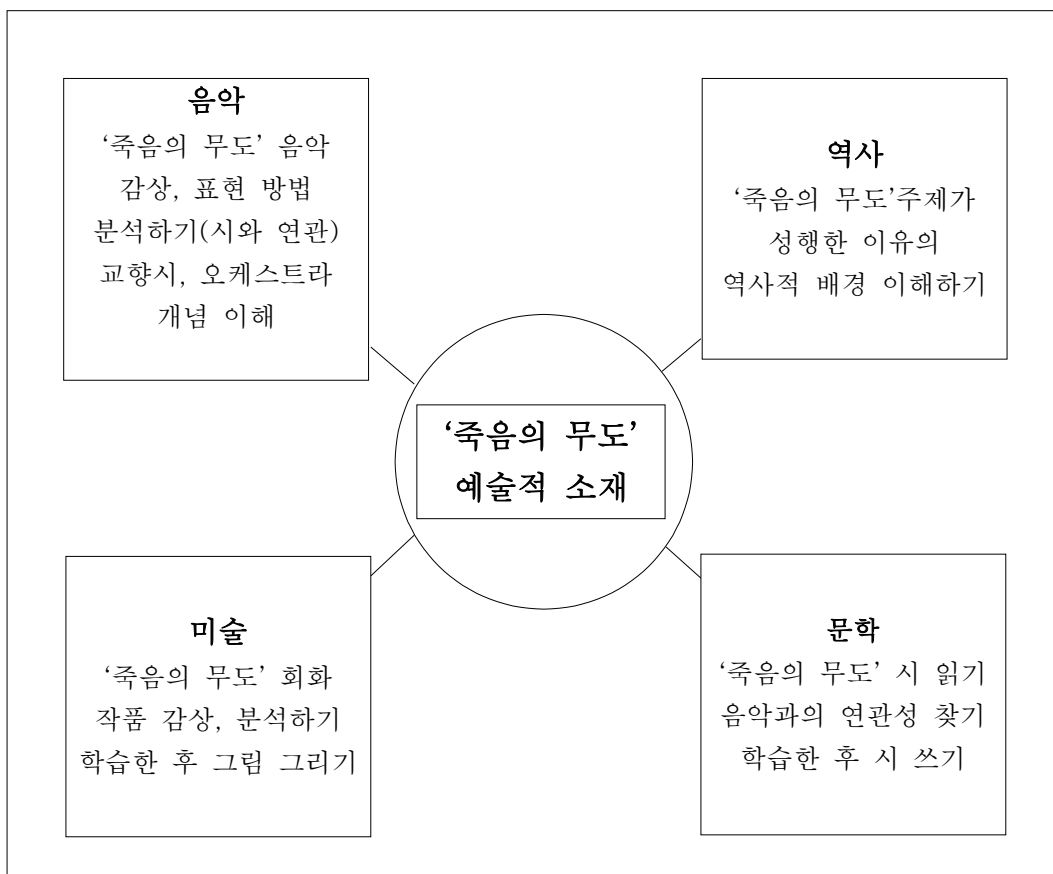 음악
‘죽음의 무도’ 음악
감상, 표현 방법
분석하기(시와 연관)
교향시, 오케스트라
개념 이해
역사
‘죽음의 무도’주제가
성행한 이유의
역사적 배경 이해하기
‘죽음의 무도’
예술적 소재
미술
‘죽음의 무도’ 회화
작품 감상, 분석하기
학습한 후 그림 그리기
문학
‘죽음의 무도’ 시 읽기
음악과의 연관성 찾기
학습한 후 시 쓰기